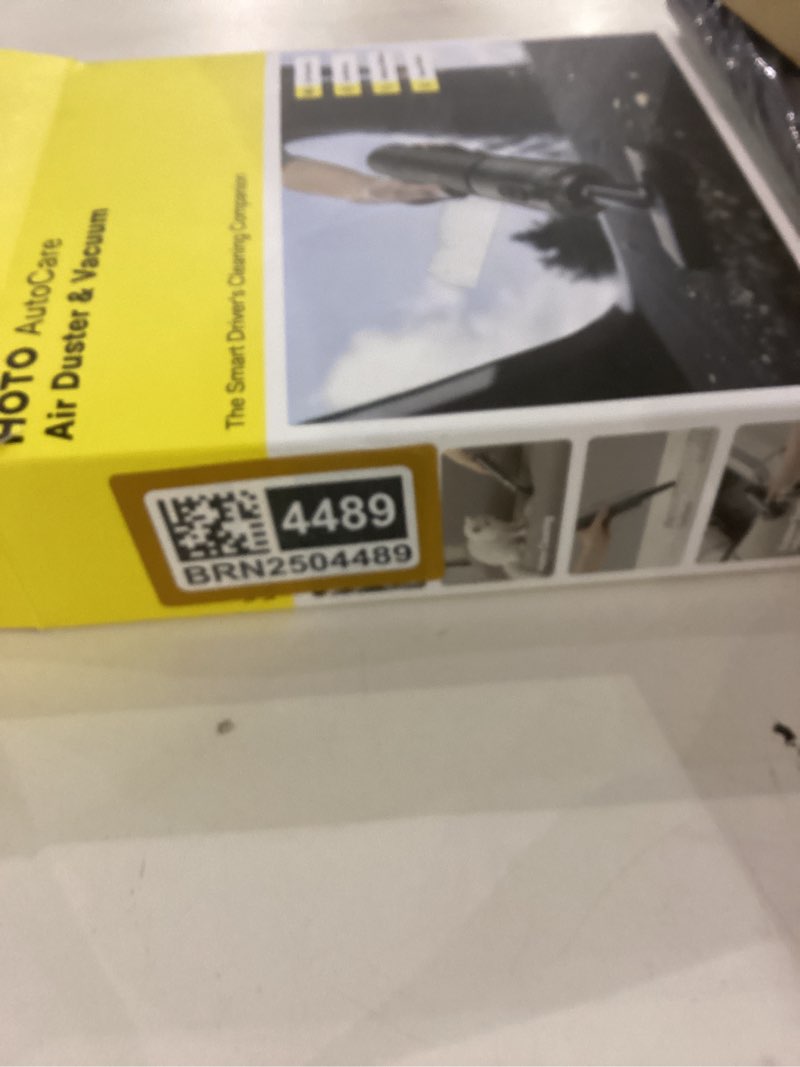 HOTO AutoCare
Air Duster & Vacuum
The Smart Driver's Cleaning Companion
4489
BRN2504489